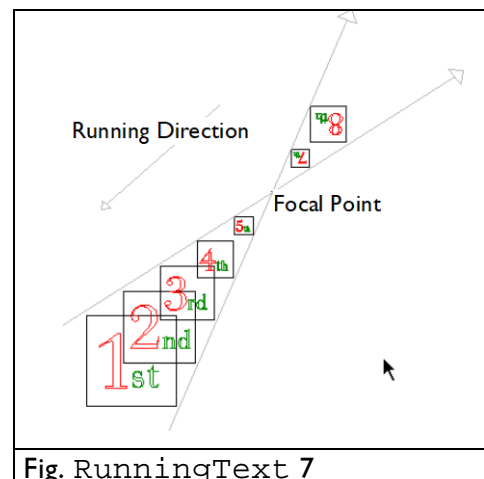 8th
Running Direction
7th
Focal Point
5th
4th
3rd
2nd
1st
Fig. RunningText 7